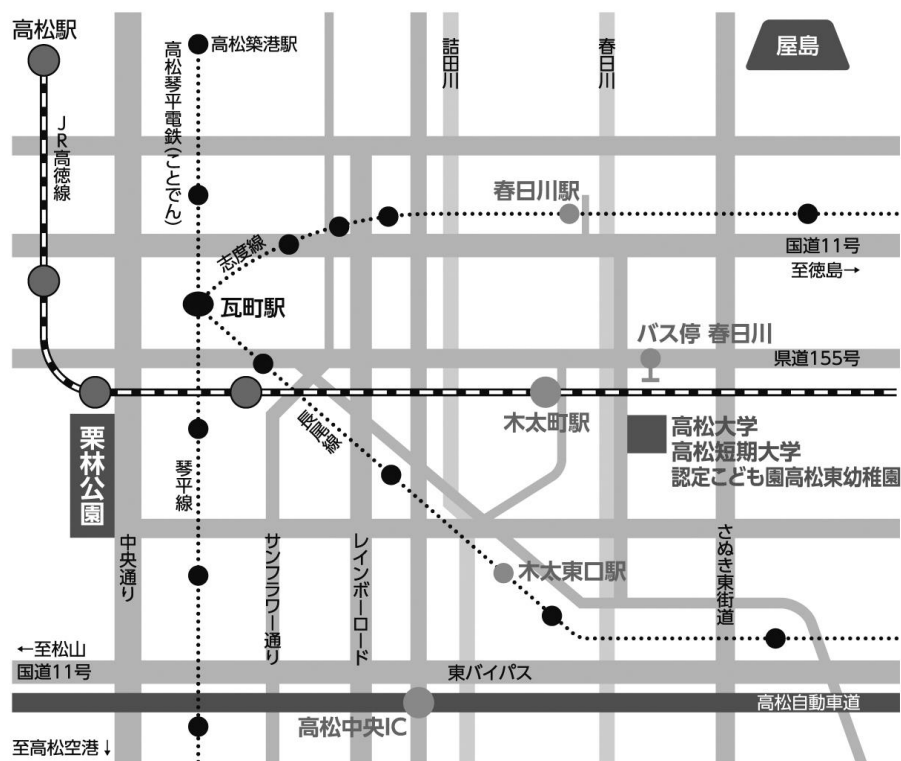 高松駅
高松築港駅
詰田川
春日川
屋島
高松琴平電鉄(ことでん)
JR高徳線
春日川駅
国道11号
至徳島→
志度線
瓦町駅
バス停 春日川
県道155号
木太町駅
長尾線
栗林公園
琴平線
高松大学
高松短期大学
認定こども園高松東幼稚園
中央通り
サンフラワー通り
レインボーロード
さぬき東街道
木太東口駅
←至松山
国道11号
東バイパス
高松自動車道
高松中央IC
至高松空港↓